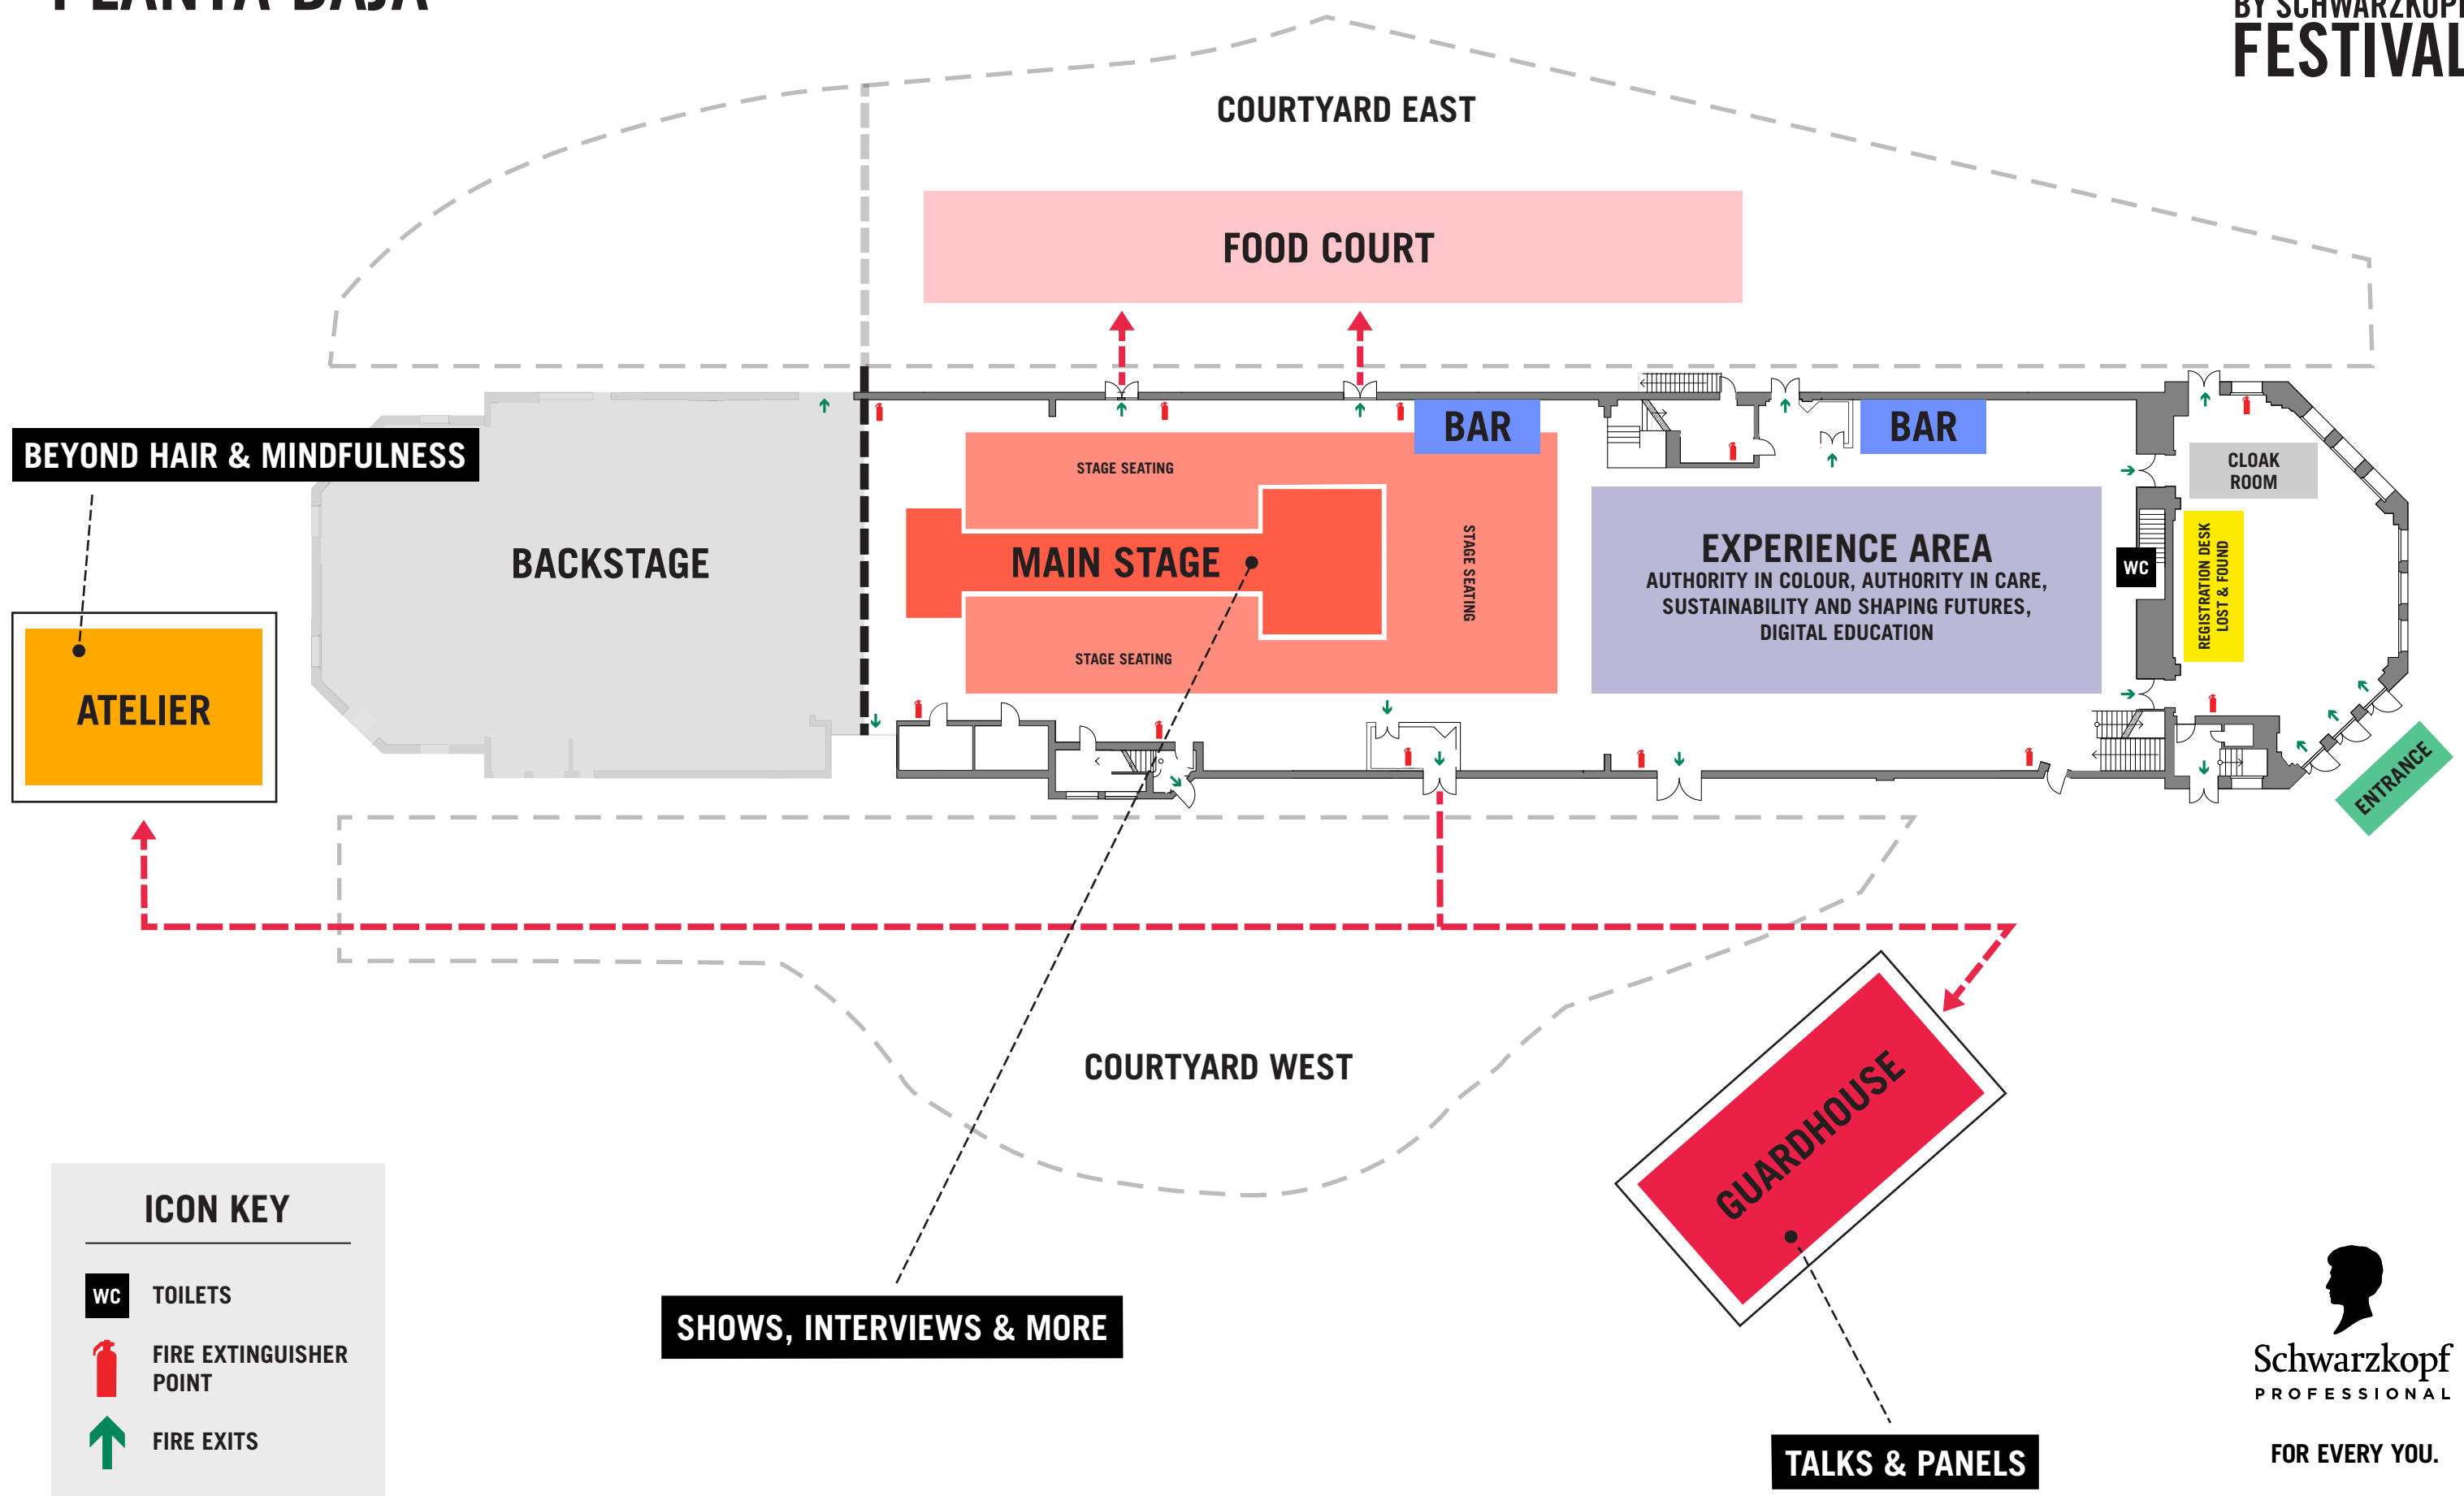 PLANTA BAJA
BY SCHWARZKOPF
FESTIVAL
COURTYARD EAST
FOOD COURT
BAR
BAR
BEYOND HAIR & MINDFULNESS
CLOAK
ROOM
STAGE SEATING
BACKSTAGE
MAIN STAGE
STAGE SEATING
EXPERIENCE AREA
AUTHORITY IN COLOUR, AUTHORITY IN CARE,
SUSTAINABILITY AND SHAPING FUTURES,
DIGITAL EDUCATION
WC
REGISTRATION DESK
LOST & FOUND
STAGE SEATING
ATELIER
ENTRANCE
COURTYARD WEST
GUARDHOUSE
ICON KEY
WC TOILETS
FIRE EXTINGUISHER
POINT
FIRE EXITS
SHOWS, INTERVIEWS & MORE
TALKS & PANELS
Schwarzkopf
PROFESSIONAL
FOR EVERY YOU.